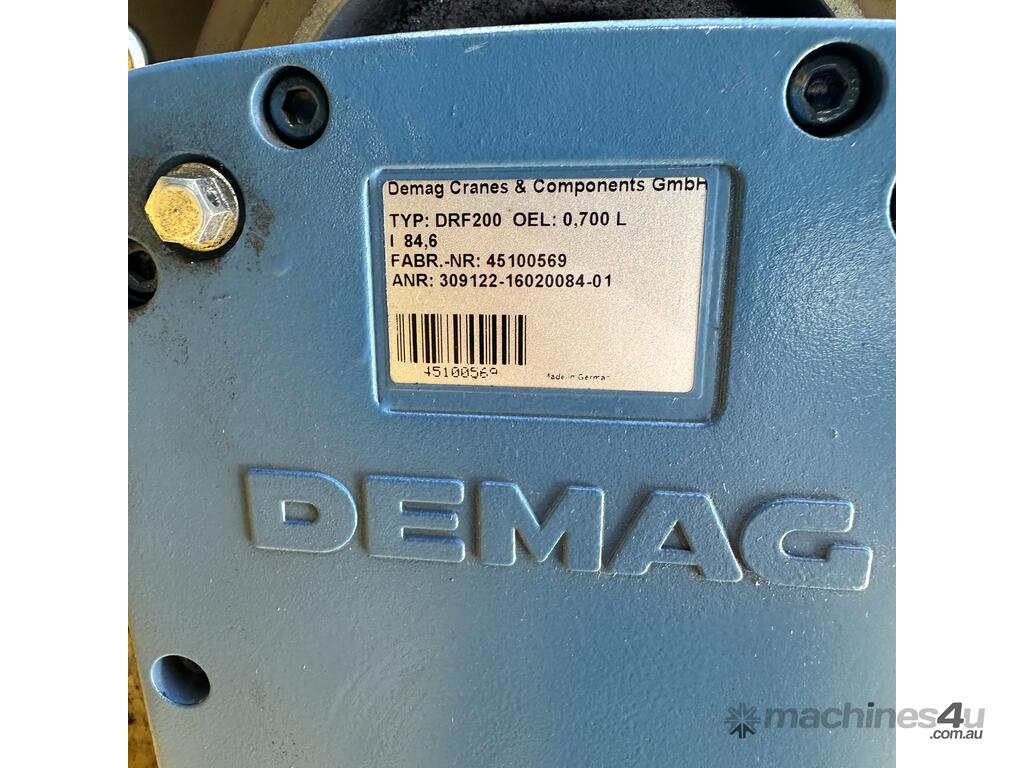 Demag Cranes & Components GmbH
TYP: DRF200 OEL: 0,700 L
I 84,6
FABR.-NR: 45100569
ANR: 309122-16020084-01
45100569
Made in German
DEMAG
machines4u
.com.au